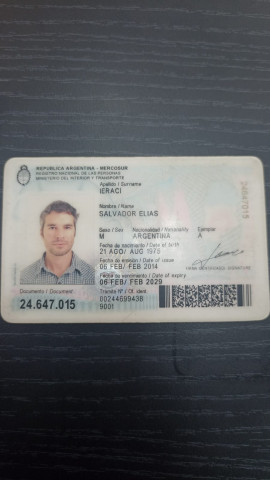 REPUBLICA ARGENTINA - MERCOSUR
REGISTRO NACIONAL DE LAS PERSONAS
MINISTERIO DEL INTERIOR Y TRANSPORTE
Apellido / Surname
IERACI
Nombre / Name
SALVADOR ELIAS
Sexo / Sex Nacionalidad / Nationality Ejemplar
M ARGENTINA A
Fecha de nacimiento / Date of birth
21 AGO/ AUG 1975
Fecha de emisión / Date of issue
06 FEB/ FEB 2014
Fecha de vencimiento / Date of expiry
06 FEB/ FEB 2029
Trámite Nº / Of. ident.
00244699438
9001
FIRMA IDENTIFICADO / SIGNATURE
Documento / Document
24.647.015
24647015